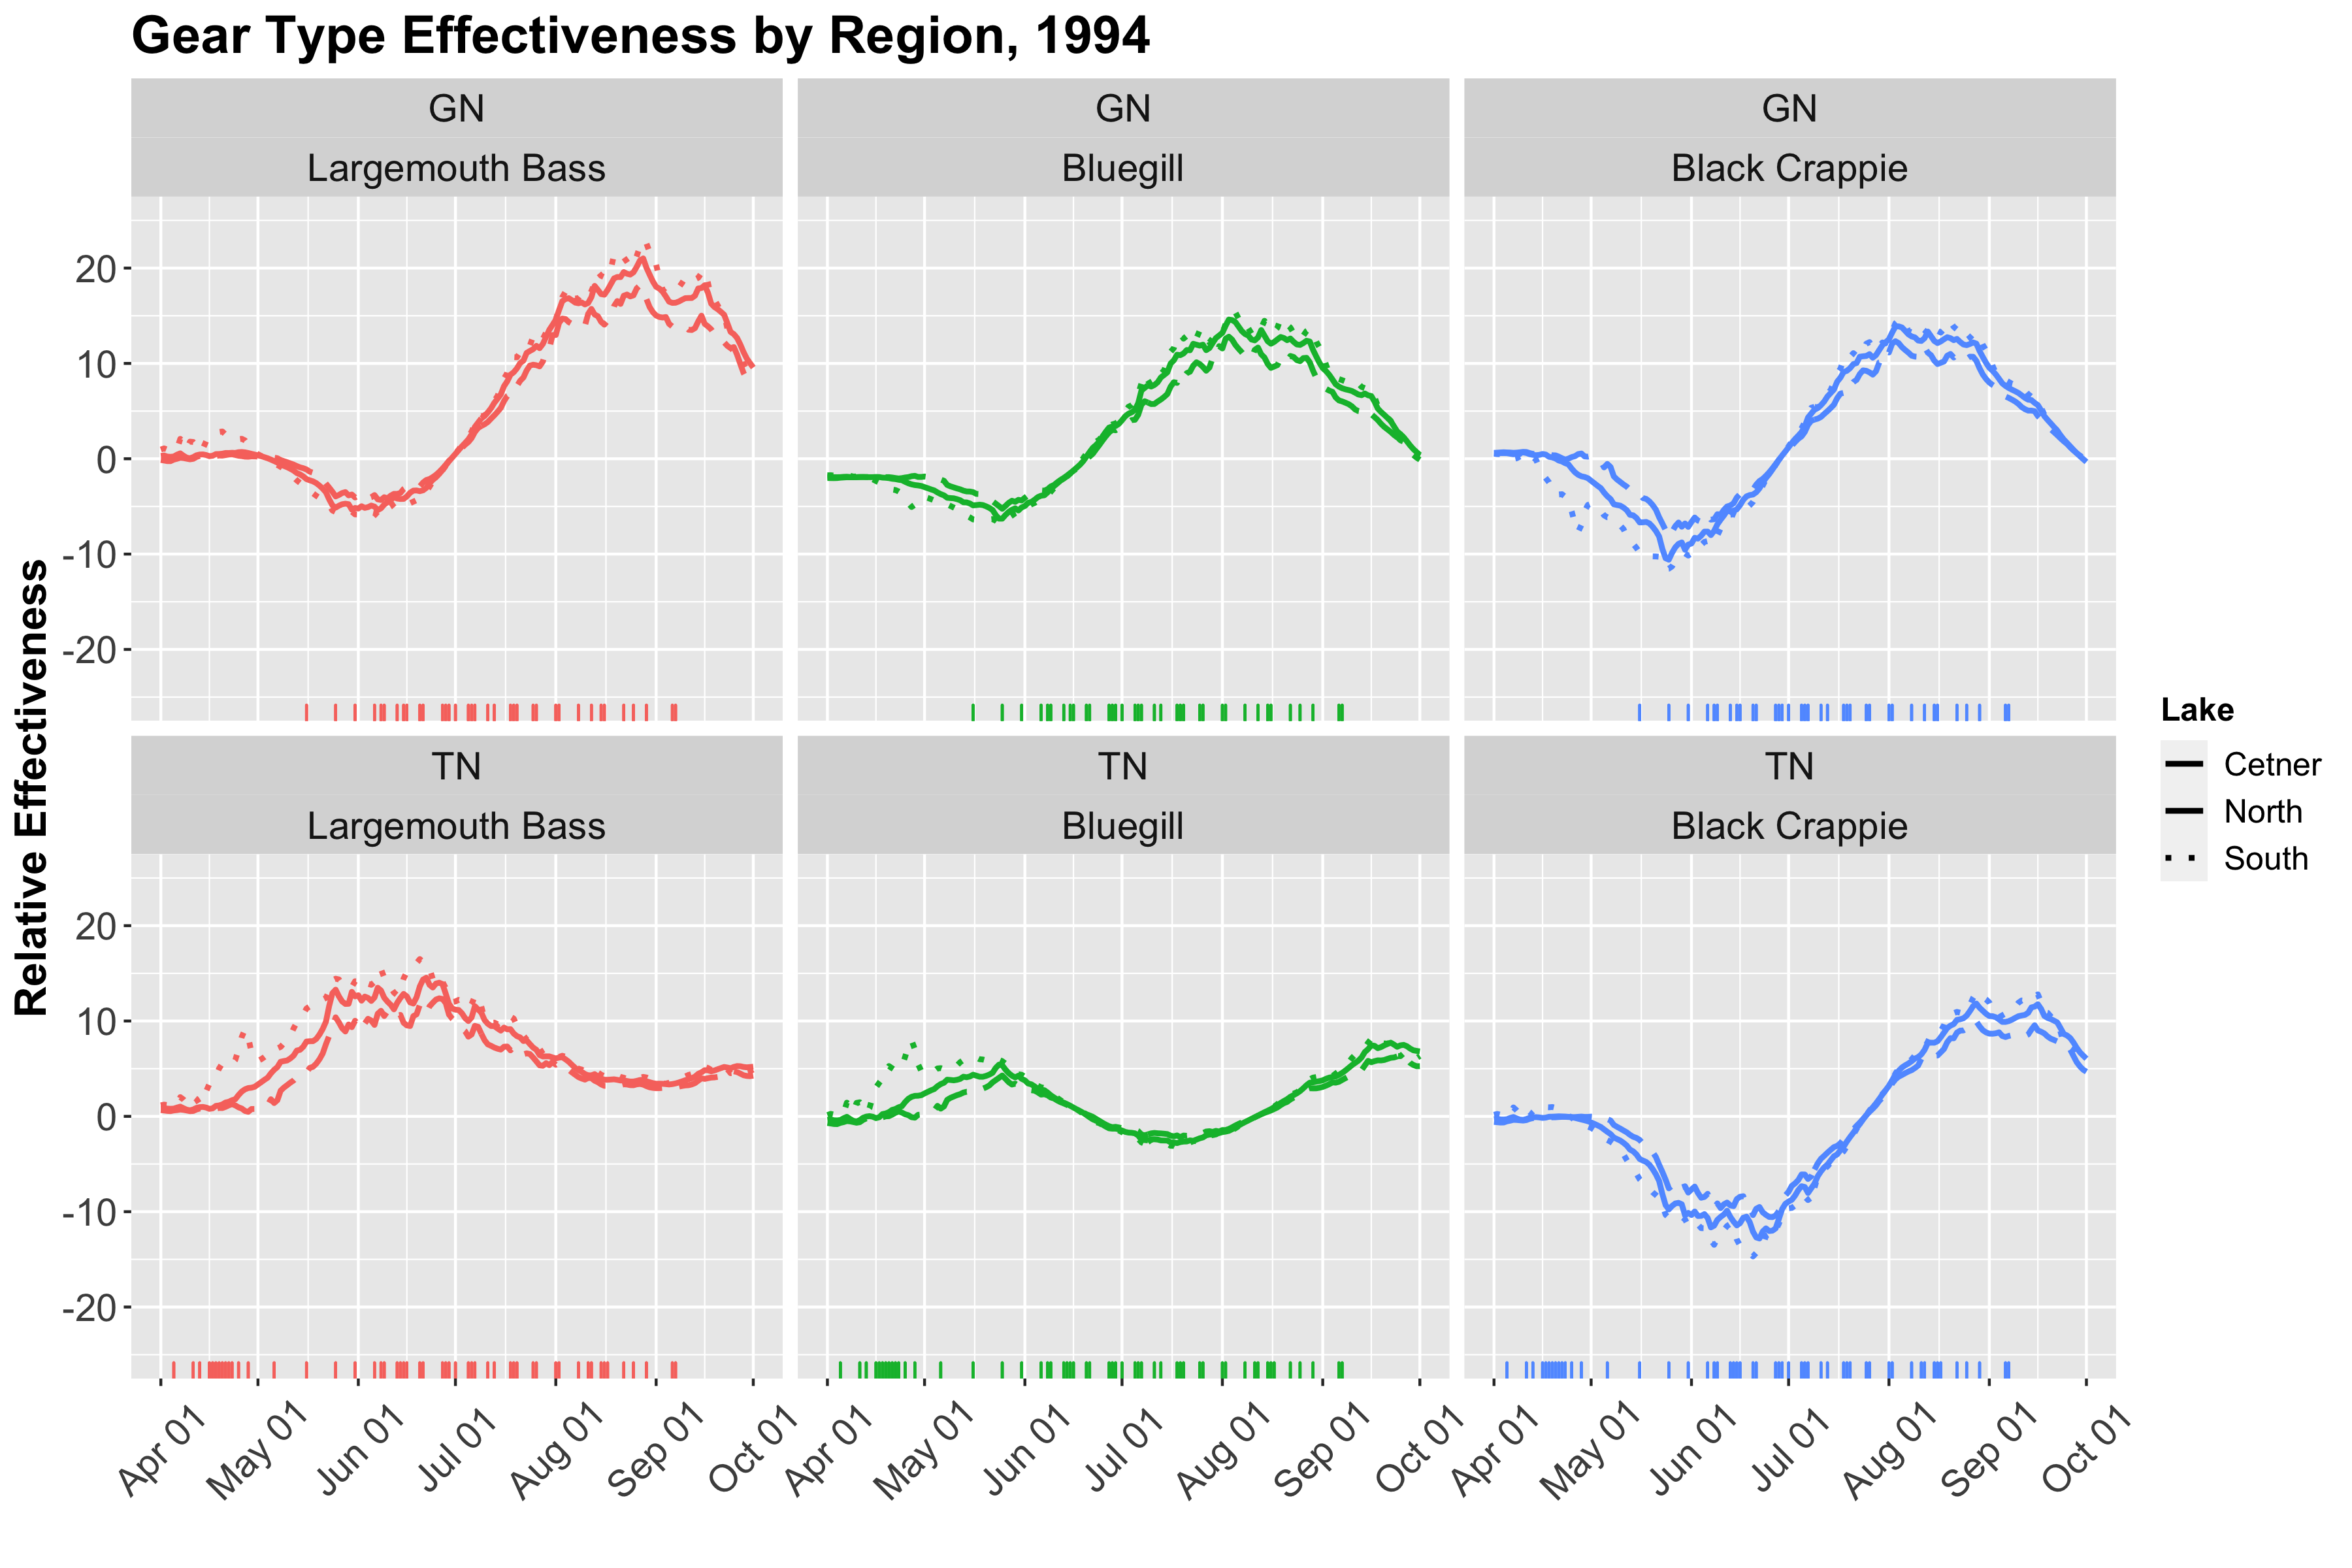 Gear Type Effectiveness by Region, 1994
GN
GN
GN
Largemouth Bass
Bluegill
Black Crappie
20
10
0
-10
-20
Relative Effectiveness
TN
TN
TN
Largemouth Bass
Bluegill
Black Crappie
20
10
0
-10
-20
Apr 01
May 01
Jun 01
Jul 01
Aug 01
Sep 01
Oct 01
Apr 01
May 01
Jun 01
Jul 01
Aug 01
Sep 01
Oct 01
Apr 01
May 01
Jun 01
Jul 01
Aug 01
Sep 01
Oct 01
Lake
Cetner
North
South